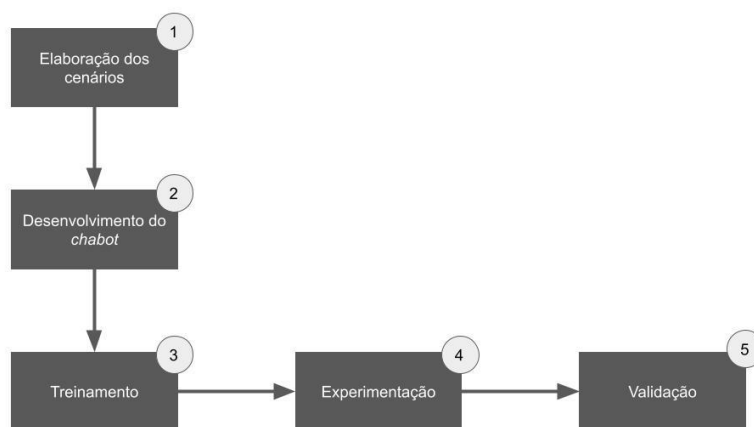 1
Elaboração dos
cenários
2
Desenvolvimento do
chabot
3
Treinamento
4
Experimentação
5
Validação